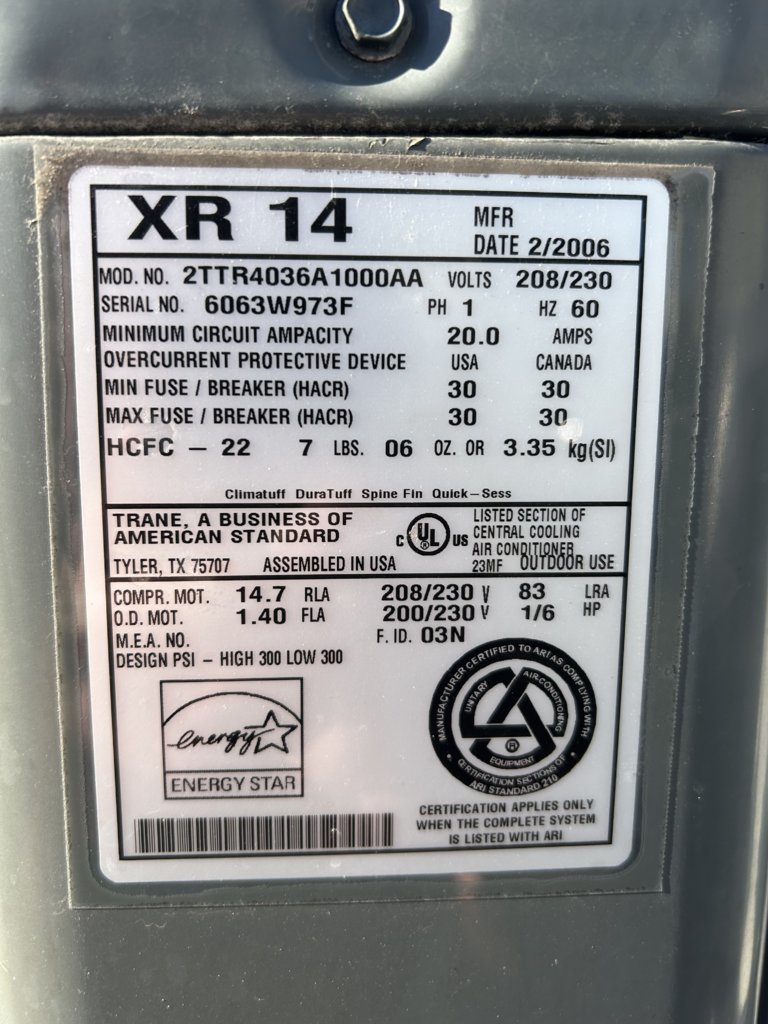 XR 14
MFR
DATE 2/2006
MOD. NO. 2TTR4036A1000AA VOLTS 208/230
SERIAL NO. 6063W973F PH 1 HZ 60
MINIMUM CIRCUIT AMPACITY 20.0 AMPS
OVERCURRENT PROTECTIVE DEVICE USA CANADA
MIN FUSE / BREAKER (HACR) 30 30
MAX FUSE / BREAKER (HACR) 30 30
HCFC – 22 7 LBS. 06 OZ. OR 3.35 kg(SI)
Climatuff DuraTuff Spine Fin Quick–Sess
TRANE, A BUSINESS OF
AMERICAN STANDARD
TYLER, TX 75707 ASSEMBLED IN USA
C UL US
LISTED SECTION OF
CENTRAL COOLING
AIR CONDITIONER
23MF OUTDOOR USE
COMPR. MOT. 14.7 RLA 208/230 V 83 LRA
O.D. MOT. 1.40 FLA 200/230 V 1/6 HP
M.E.A. NO. F. ID. 03N
DESIGN PSI – HIGH 300 LOW 300
energy
ENERGY STAR
MANUFACTURER CERTIFIED TO ARI AS COMPLYING WITH
UNITARY AIR-CONDITIONING EQUIPMENT
®
CERTIFICATION SECTIONS OF
ARI STANDARD 210
CERTIFICATION APPLIES ONLY
WHEN THE COMPLETE SYSTEM
IS LISTED WITH ARI